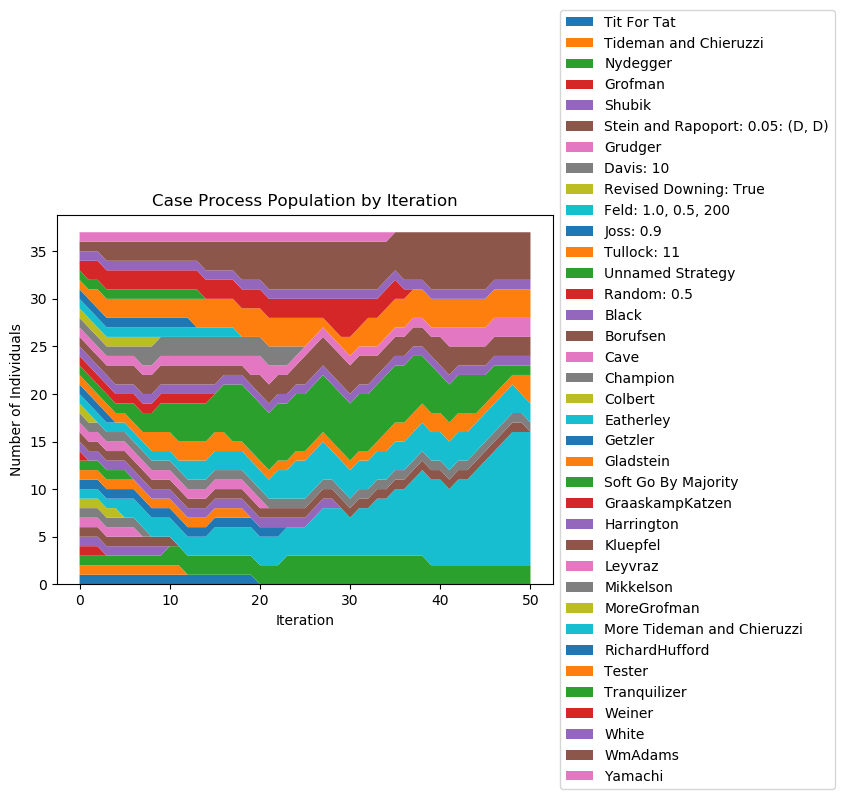 Case Process Population by Iteration
Number of Individuals
35
30
25
20
15
10
5
0
0 10 20 30 40 50
Iteration
Tit For Tat
Tideman and Chieruzzi
Nydegger
Grofman
Shubik
Stein and Rapoport: 0.05: (D, D)
Grudger
Davis: 10
Revised Downing: True
Feld: 1.0, 0.5, 200
Joss: 0.9
Tullock: 11
Unnamed Strategy
Random: 0.5
Black
Borufsen
Cave
Champion
Colbert
Eatherley
Getzler
Gladstein
Soft Go By Majority
GraaskampKatzen
Harrington
Kluepfel
Leyvraz
Mikkelson
MoreGrofman
More Tideman and Chieruzzi
RichardHufford
Tester
Tranquilizer
Weiner
White
WmAdams
Yamachi